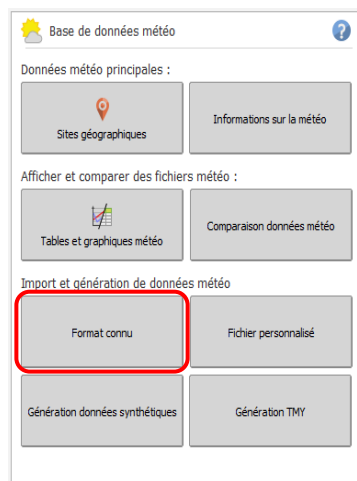 Base de données météo
?
Données météo principales :
Sites géographiques
Informations sur la météo
Afficher et comparer des fichiers météo :
Tables et graphiques météo
Comparaison données météo
Import et génération de données météo
Format connu
Fichier personnalisé
Génération données synthétiques
Génération TMY